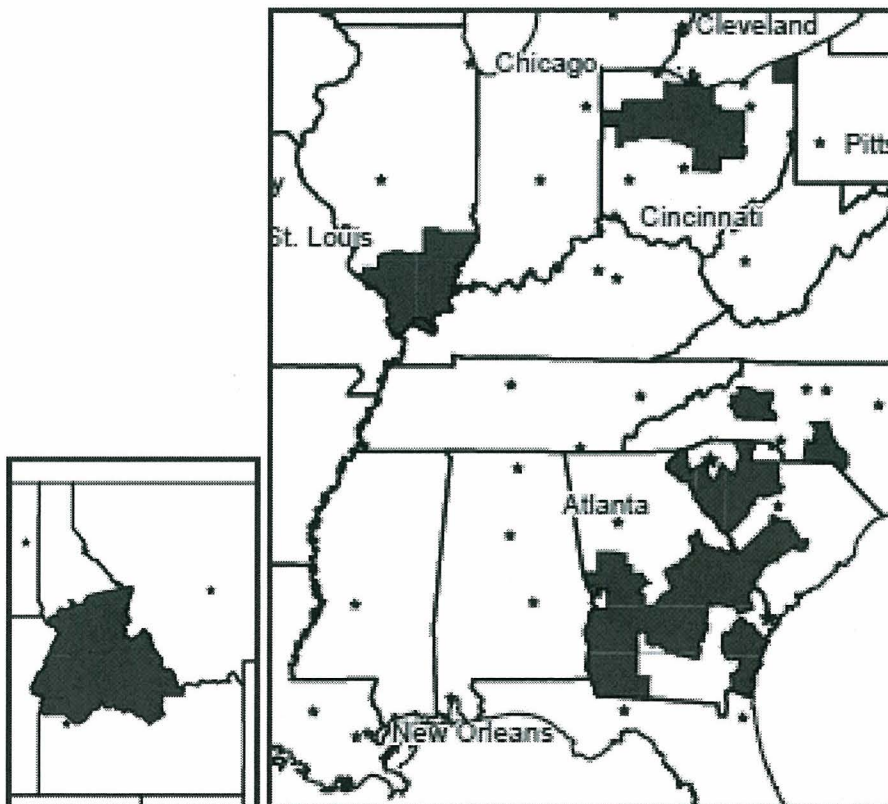 Cleveland
Chicago
Pitts
y
Cincinnati
St. Louis
Atlanta
New Orleans